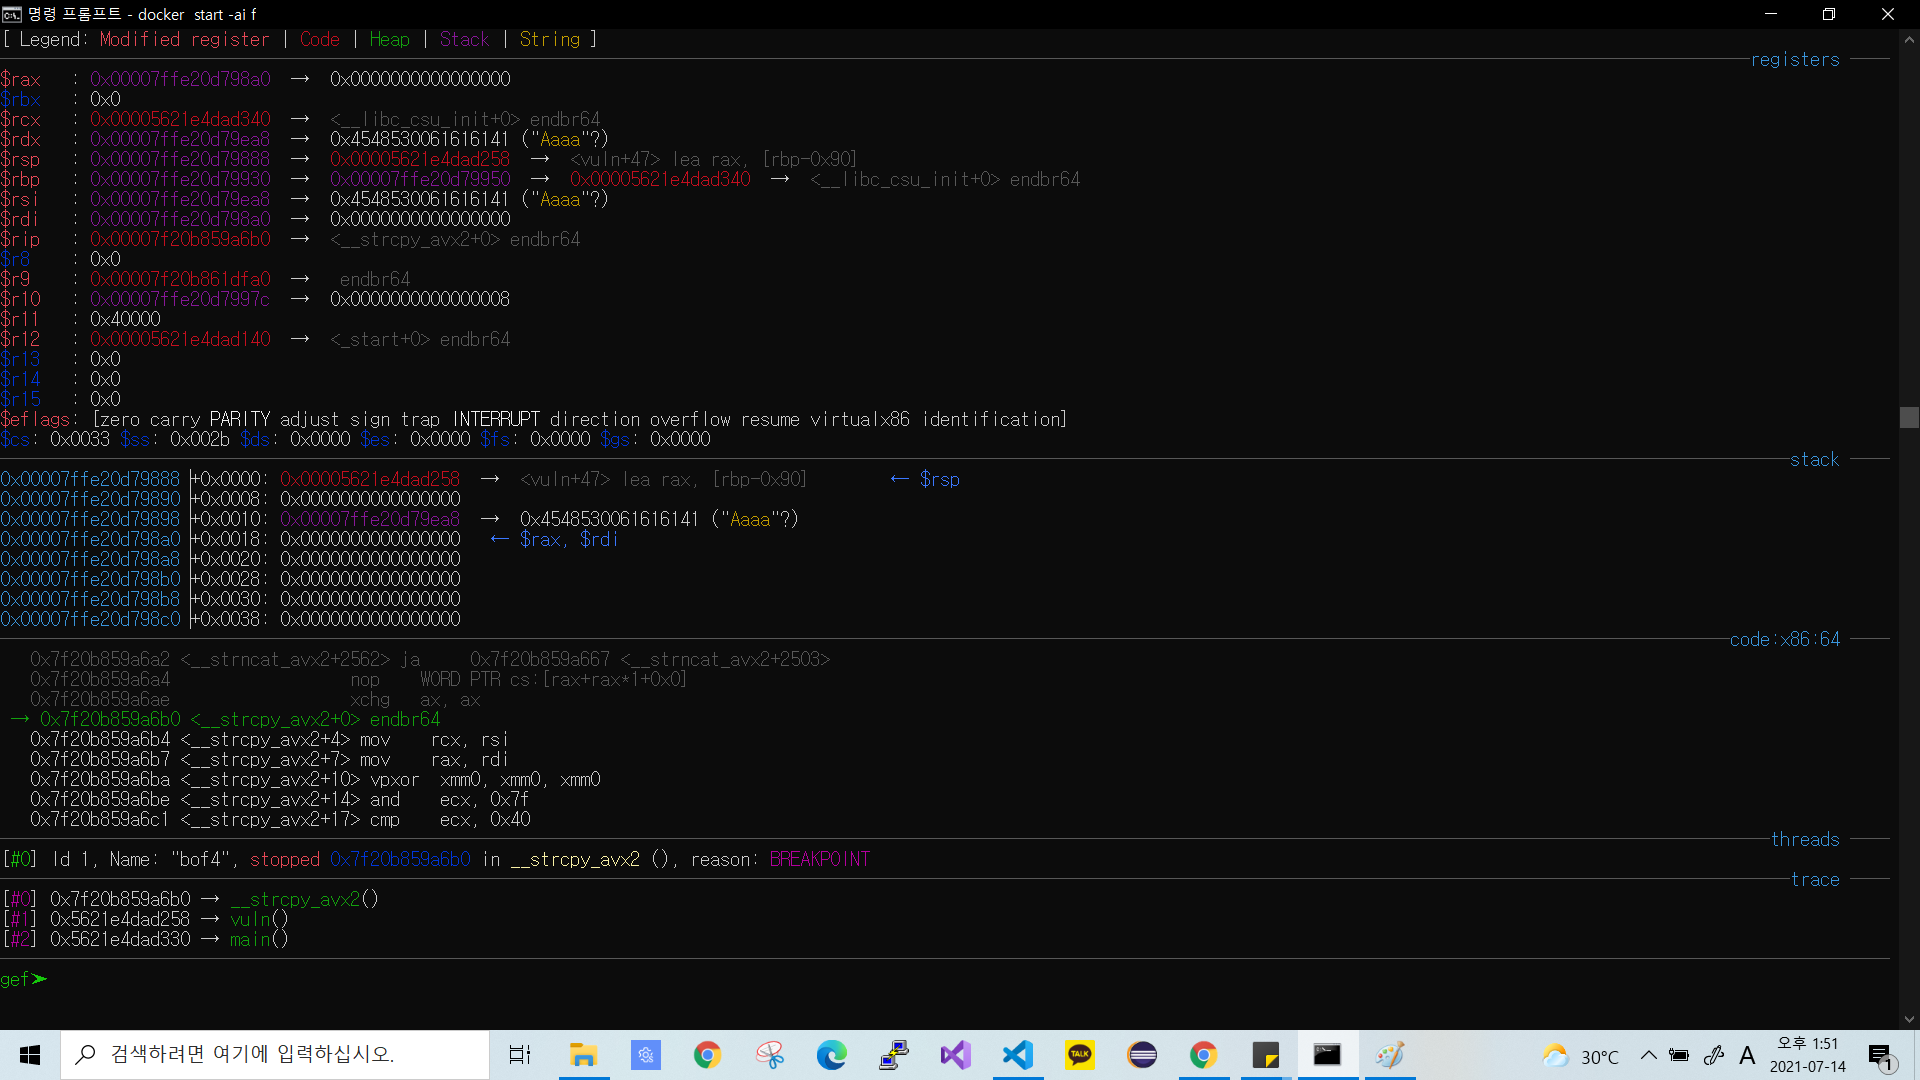 명령 프롬프트 - docker  start -ai f
[ Legend: Modified register | Code | Heap | Stack | String ]
registers
$rax   : 0x00007ffe20d798a0  →  0x0000000000000000
$rbx   : 0x0
$rcx   : 0x00005621e4dad340  →  <__libc_csu_init+0> endbr64
$rdx   : 0x00007ffe20d79ea8  →  0x4548530061616141 ("Aaaa"?)
$rsp   : 0x00007ffe20d79888  →  0x00005621e4dad258  →  <vuln+47> lea rax, [rbp-0x90]
$rbp   : 0x00007ffe20d79930  →  0x00007ffe20d79950  →  0x00005621e4dad340  →  <__libc_csu_init+0> endbr64
$rsi   : 0x00007ffe20d79ea8  →  0x4548530061616141 ("Aaaa"?)
$rdi   : 0x00007ffe20d798a0  →  0x0000000000000000
$rip   : 0x00007f20b859a6b0  →  <__strcpy_avx2+0> endbr64
$r8    : 0x0
$r9    : 0x00007f20b861dfa0  →   endbr64
$r10   : 0x00007ffe20d7997c  →  0x0000000000000008
$r11   : 0x40000
$r12   : 0x00005621e4dad140  →  <_start+0> endbr64
$r13   : 0x0
$r14   : 0x0
$r15   : 0x0
$eflags: [zero carry PARITY adjust sign trap INTERRUPT direction overflow resume virtualx86 identification]
$cs: 0x0033 $ss: 0x002b $ds: 0x0000 $es: 0x0000 $fs: 0x0000 $gs: 0x0000
stack
0x00007ffe20d79888│+0x0000: 0x00005621e4dad258  →  <vuln+47> lea rax, [rbp-0x90]	 ← $rsp
0x00007ffe20d79890│+0x0008: 0x0000000000000000
0x00007ffe20d79898│+0x0010: 0x00007ffe20d79ea8  →  0x4548530061616141 ("Aaaa"?)
0x00007ffe20d798a0│+0x0018: 0x0000000000000000	 ← $rax, $rdi
0x00007ffe20d798a8│+0x0020: 0x0000000000000000
0x00007ffe20d798b0│+0x0028: 0x0000000000000000
0x00007ffe20d798b8│+0x0030: 0x0000000000000000
0x00007ffe20d798c0│+0x0038: 0x0000000000000000
code:x86:64
0x7f20b859a6a2 <__strncat_avx2+2562> ja     0x7f20b859a667 <__strncat_avx2+2503>
0x7f20b859a6a4                  nop    WORD PTR cs:[rax+rax*1+0x0]
0x7f20b859a6ae                  xchg   ax, ax
→ 0x7f20b859a6b0 <__strcpy_avx2+0> endbr64
0x7f20b859a6b4 <__strcpy_avx2+4> mov    rcx, rsi
0x7f20b859a6b7 <__strcpy_avx2+7> mov    rax, rdi
0x7f20b859a6ba <__strcpy_avx2+10> vpxor  xmm0, xmm0, xmm0
0x7f20b859a6be <__strcpy_avx2+14> and    ecx, 0x7f
0x7f20b859a6c1 <__strcpy_avx2+17> cmp    ecx, 0x40
threads
[#0] Id 1, Name: "bof4", stopped 0x7f20b859a6b0 in __strcpy_avx2 (), reason: BREAKPOINT
trace
[#0] 0x7f20b859a6b0 → __strcpy_avx2()
[#1] 0x5621e4dad258 → vuln()
[#2] 0x5621e4dad330 → main()
gef➤
검색하려면 여기에 입력하십시오.
TALK
30°C
A
오후 1:51
2021-07-14
1